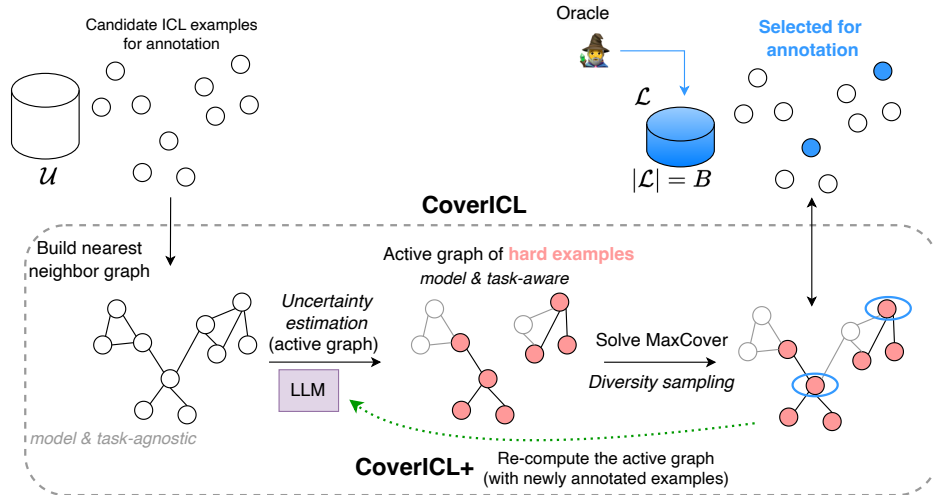 Candidate ICL examples
for annotation
𝒰
Oracle
Selected for
annotation
ℒ
|ℒ| = B
CoverICL
Build nearest
neighbor graph
Uncertainty
estimation
(active graph)
LLM
Active graph of hard examples
model & task-aware
Solve MaxCover
Diversity sampling
model & task-agnostic
CoverICL+
Re-compute the active graph
(with newly annotated examples)